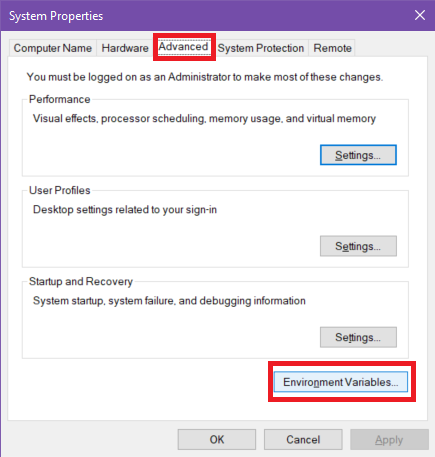 System Properties
Computer Name Hardware Advanced System Protection Remote
You must be logged on as an Administrator to make most of these changes.
Performance
Visual effects, processor scheduling, memory usage, and virtual memory
Settings...
User Profiles
Desktop settings related to your sign-in
Settings...
Startup and Recovery
System startup, system failure, and debugging information
Settings...
Environment Variables...
OK Cancel Apply